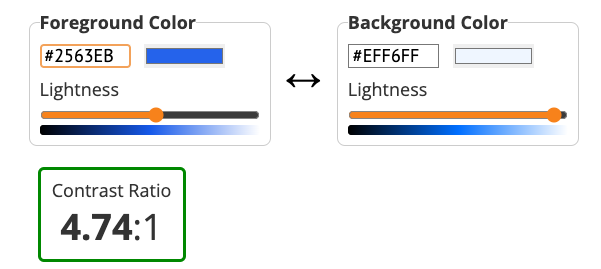 Foreground Color
#2563EB
Lightness
Background Color
#EFF6FF
Lightness
Contrast Ratio
4.74:1